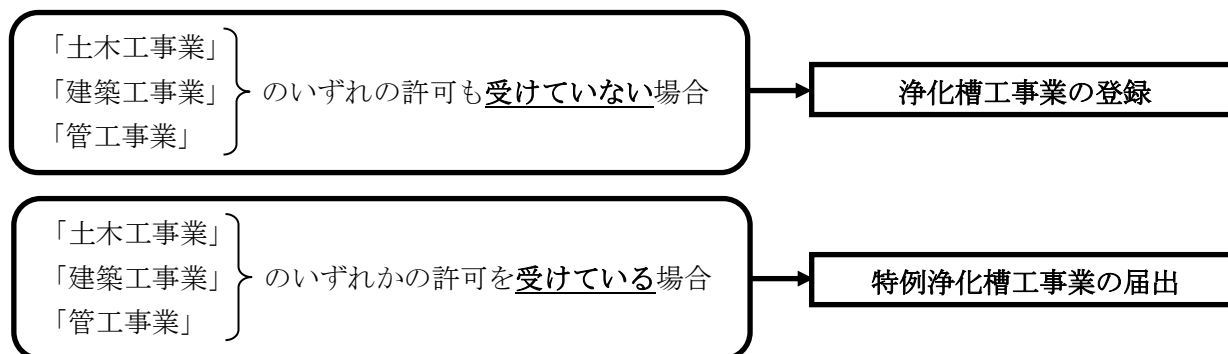 「土木工事業」
「建築工事業」のいずれの許可も受けていない場合
「管工事業」
浄化槽工事業の登録
「土木工事業」
「建築工事業」のいずれかの許可を受けている場合
「管工事業」
特例浄化槽工事業の届出